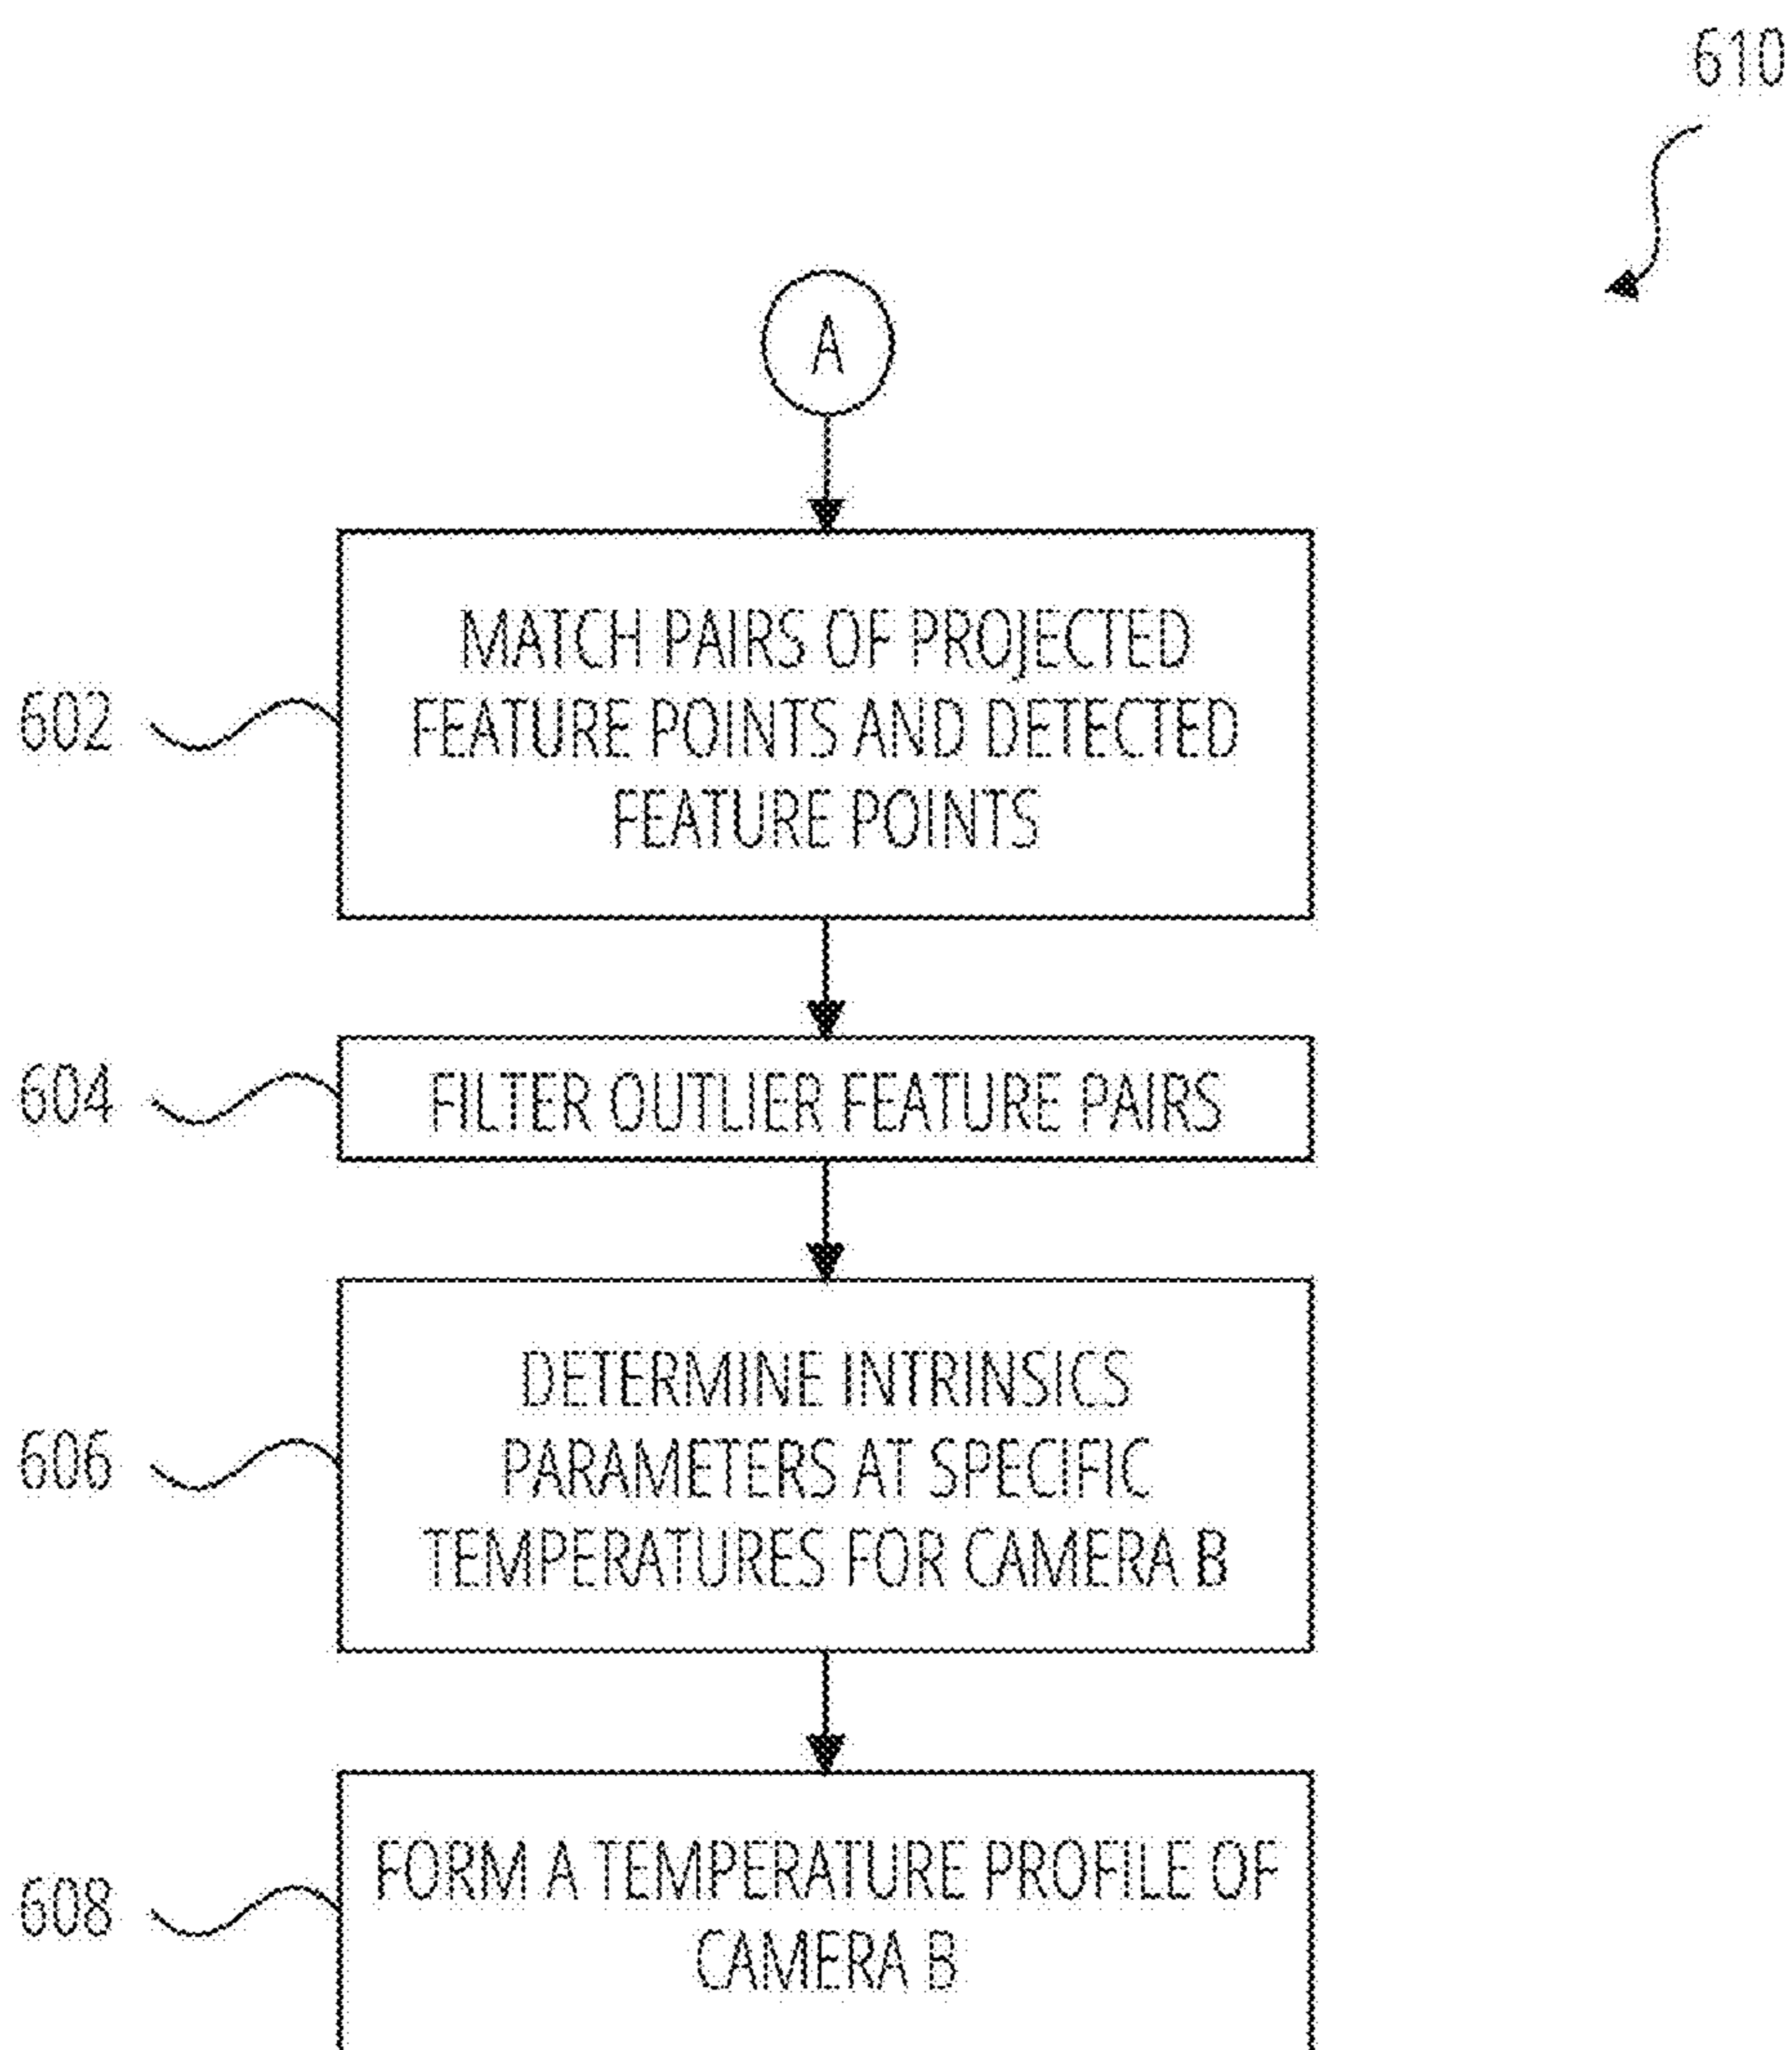 610
A
602
MATCH PAIRS OF PROJECTED
FEATURE POINTS AND DETECTED
FEATURE POINTS
604
FILTER OUTLIER FEATURE PAIRS
606
DETERMINE INTRINSICS
PARAMETERS AT SPECIFIC
TEMPERATURES FOR CAMERA B
608
FORM A TEMPERATURE PROFILE OF
CAMERA B